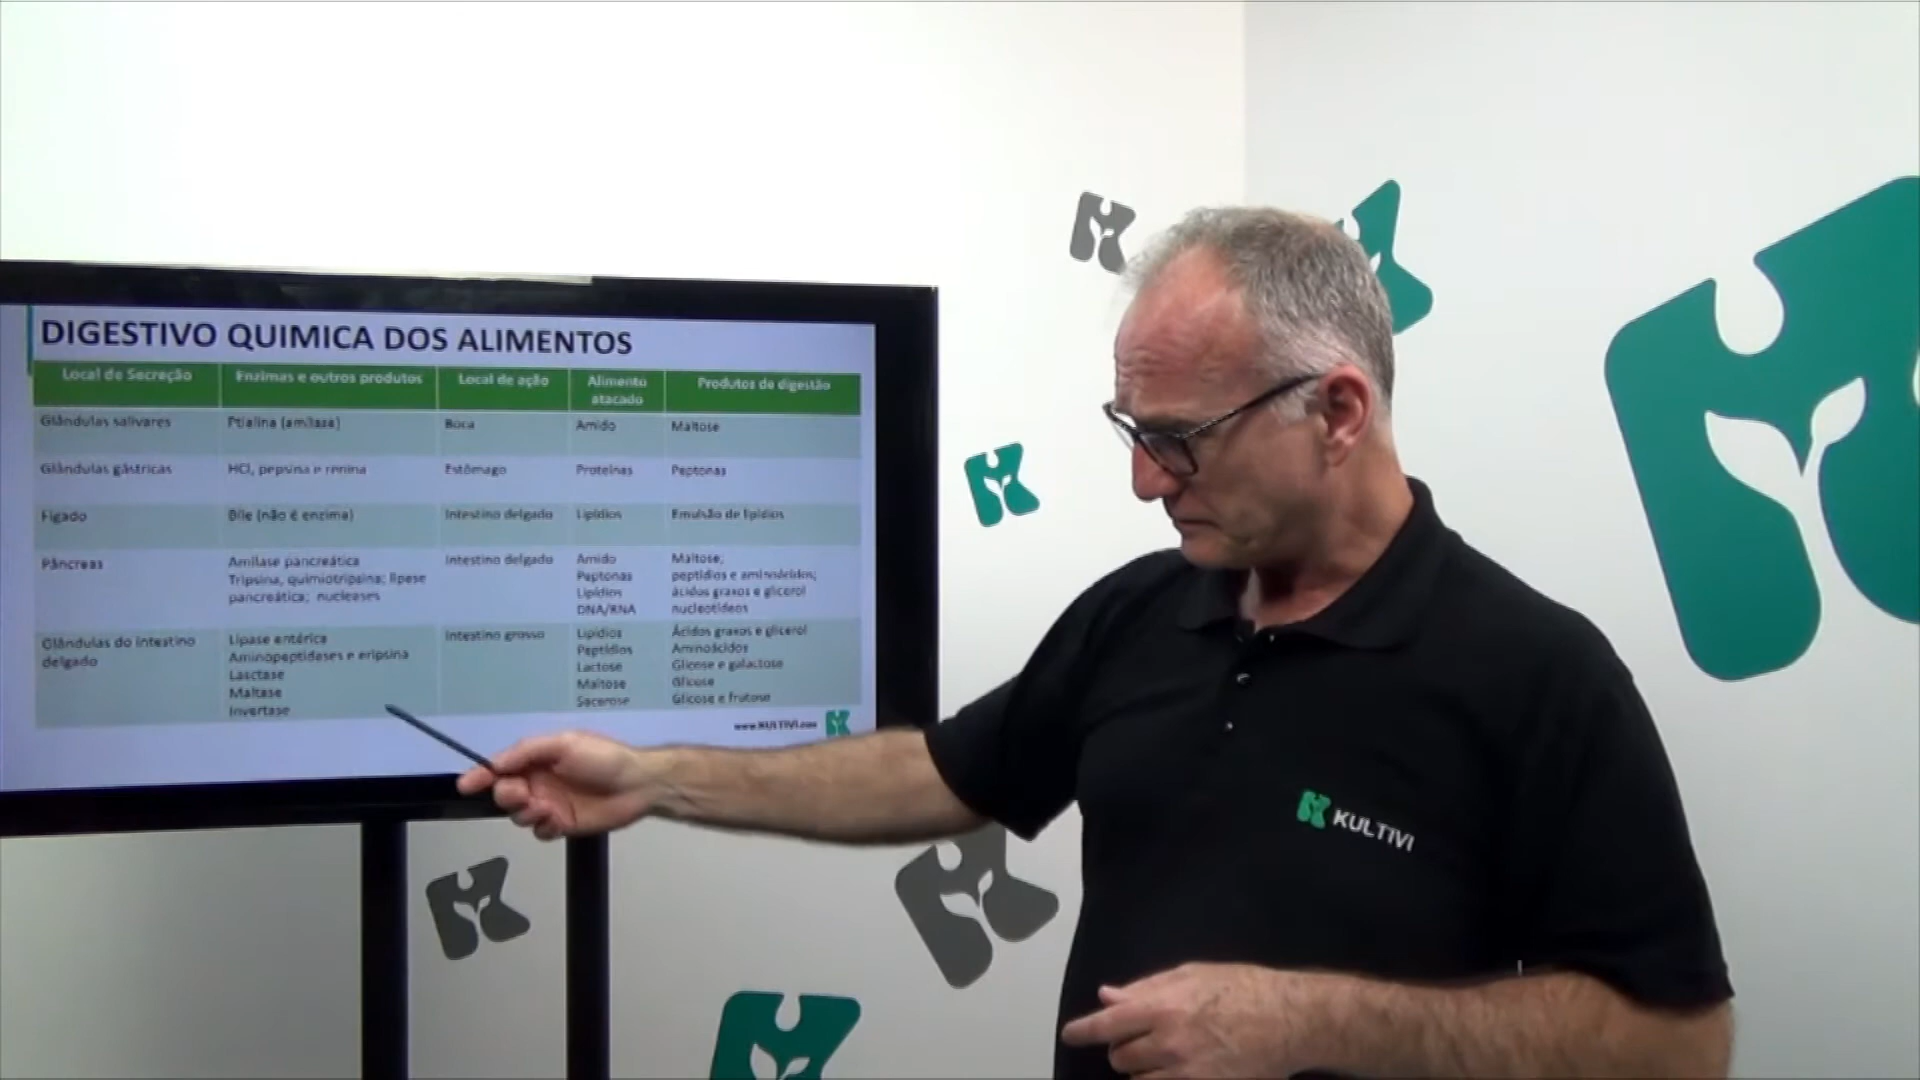 DIGESTIVO QUIMICA DOS ALIMENTOS
Local de Secreção
Enzimas e outros produtos
Local de ação
Alimento
atacado
Produtos de digestão
Glândulas salivares
Ptialina (amilase)
Boca
Amido
Maltose
Glândulas gástricas
HCl, pepsina e renina
Estômago
Proteínas
Peptonas
Fígado
Bile (não é enzima)
Intestino delgado
Lipídios
Emulsão de lipídios
Pâncreas
Amilase pancreática
Tripsina, quimiotripsina; lipase
pancreática; nucleases
Intestino delgado
Amido
Peptonas
Lipídios
DNA/RNA
Maltose;
peptídios e aminoácidos;
ácidos graxos e glicerol
nucleotídeos
Glândulas do intestino
delgado
Lipase entérica
Aminopeptidases e eripsina
Lasctase
Maltase
Invertase
Intestino grosso
Lipídios
Peptídios
Lactose
Maltose
Sacarose
Ácidos graxos e glicerol
Aminoácidos
Glicose e galactose
Glicose
Glicose e frutose
www.KULTIVI.com
KULTIVI